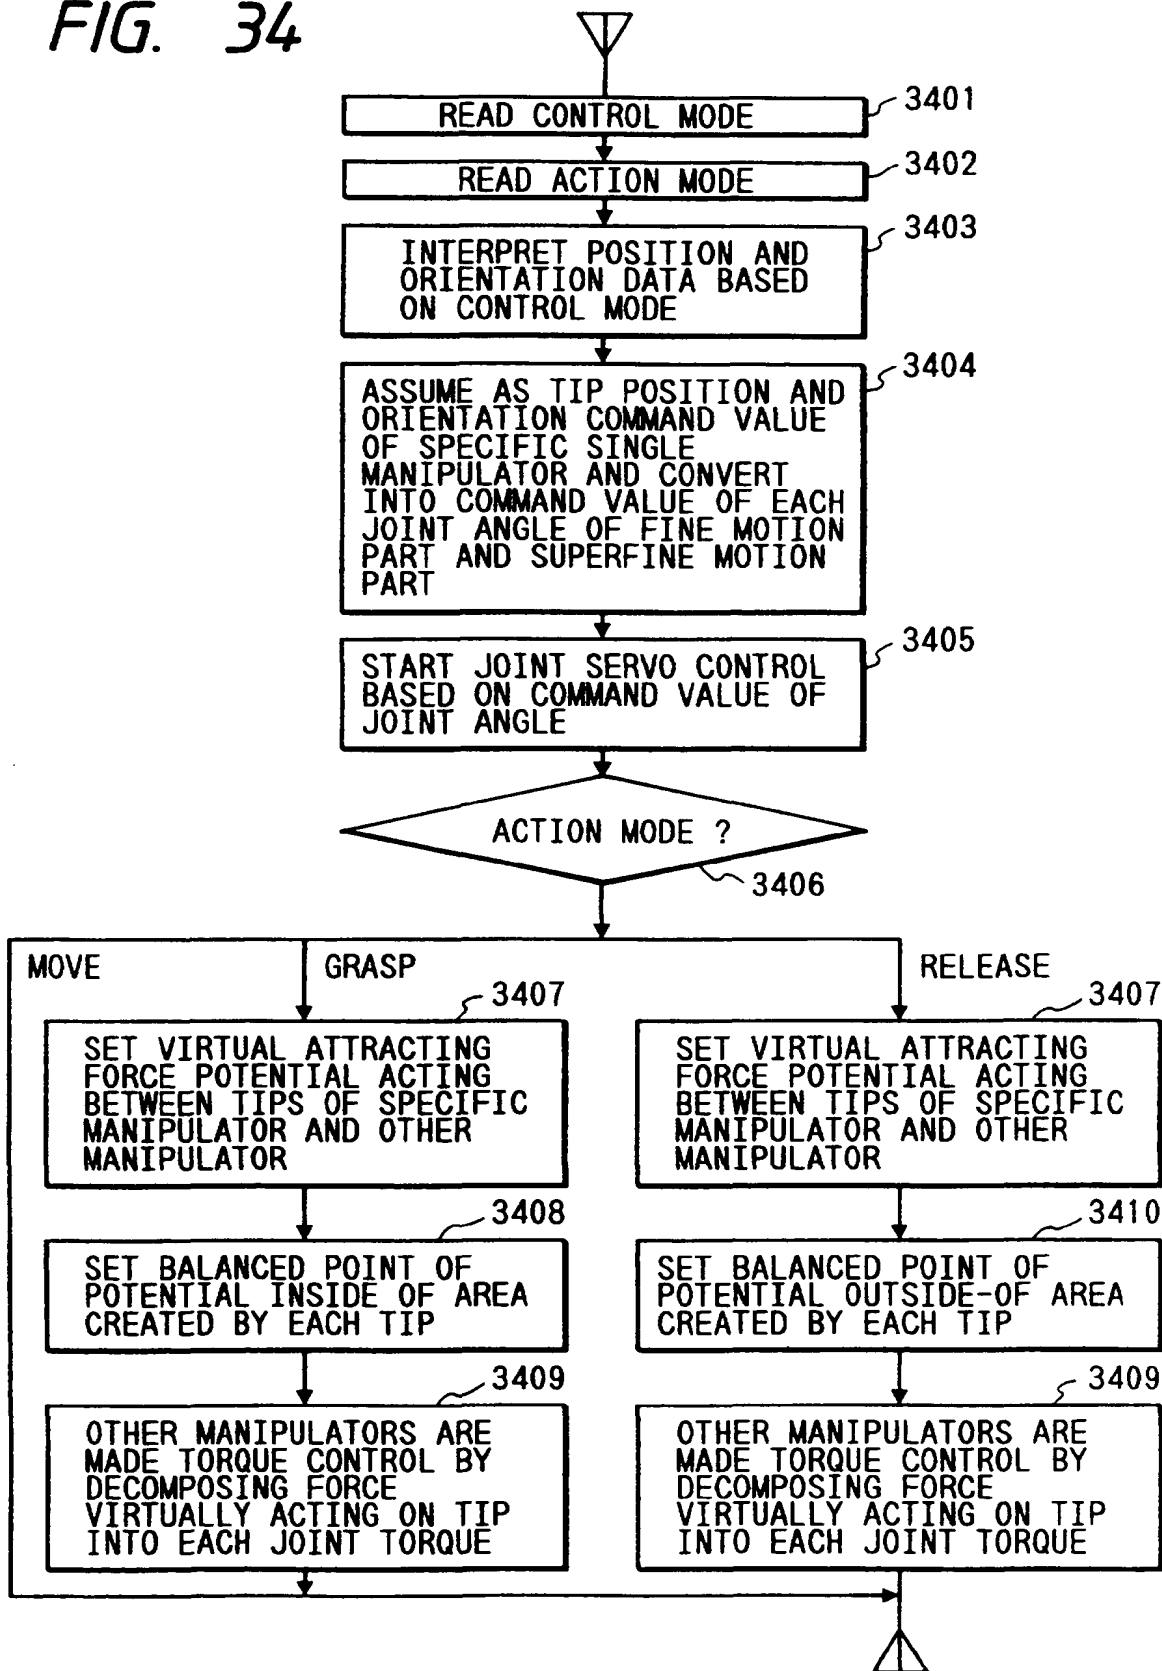 FIG. 34
READ CONTROL MODE
3401
READ ACTION MODE
3402
INTERPRET POSITION AND
ORIENTATION DATA BASED
ON CONTROL MODE
3403
ASSUME AS TIP POSITION AND
ORIENTATION COMMAND VALUE
OF SPECIFIC SINGLE
MANIPULATOR AND CONVERT
INTO COMMAND VALUE OF EACH
JOINT ANGLE OF FINE MOTION
PART AND SUPERFINE MOTION
PART
3404
START JOINT SERVO CONTROL
BASED ON COMMAND VALUE OF
JOINT ANGLE
3405
ACTION MODE ?
3406
MOVE
GRASP
RELEASE
3407
SET VIRTUAL ATTRACTING
FORCE POTENTIAL ACTING
BETWEEN TIPS OF SPECIFIC
MANIPULATOR AND OTHER
MANIPULATOR
3408
SET BALANCED POINT OF
POTENTIAL INSIDE OF AREA
CREATED BY EACH TIP
3409
OTHER MANIPULATORS ARE
MADE TORQUE CONTROL BY
DECOMPOSING FORCE
VIRTUALLY ACTING ON TIP
INTO EACH JOINT TORQUE
3407
SET VIRTUAL ATTRACTING
FORCE POTENTIAL ACTING
BETWEEN TIPS OF SPECIFIC
MANIPULATOR AND OTHER
MANIPULATOR
3410
SET BALANCED POINT OF
POTENTIAL OUTSIDE-OF AREA
CREATED BY EACH TIP
3409
OTHER MANIPULATORS ARE
MADE TORQUE CONTROL BY
DECOMPOSING FORCE
VIRTUALLY ACTING ON TIP
INTO EACH JOINT TORQUE